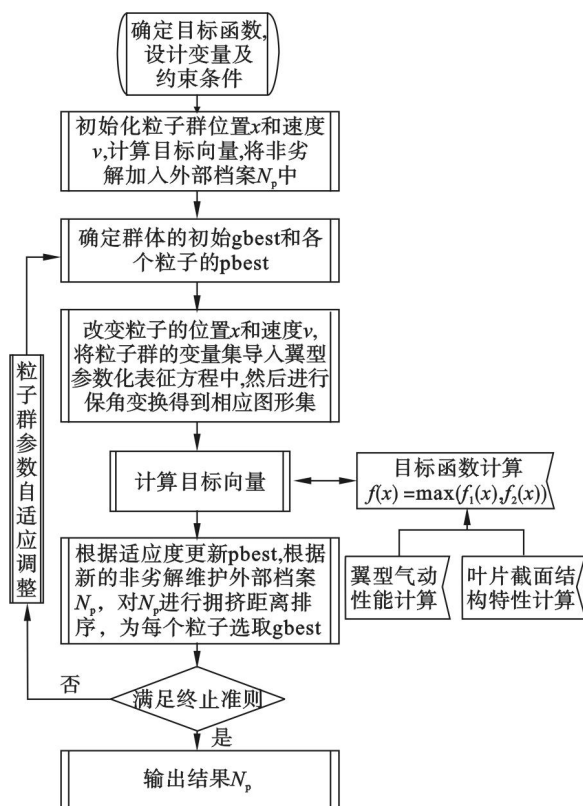 确定目标函数,
设计变量及
约束条件
初始化粒子群位置x和速度
v,计算目标向量,将非劣
解加入外部档案Np中
确定群体的初始gbest和各
个粒子的pbest
改变粒子的位置x和速度v,
将粒子群的变量集导入翼型
参数化表征方程中,然后进行
保角变换得到相应图形集
粒子群参数自适应调整
计算目标向量
目标函数计算
f(x)=max(f1(x),f2(x))
翼型气动
性能计算
叶片截面结
构特性计算
根据适应度更新pbest,根据
新的非劣解维护外部档案
Np，对Np进行拥挤距离排
序，为每个粒子选取gbest
否
满足终止准则
是
输出结果Np